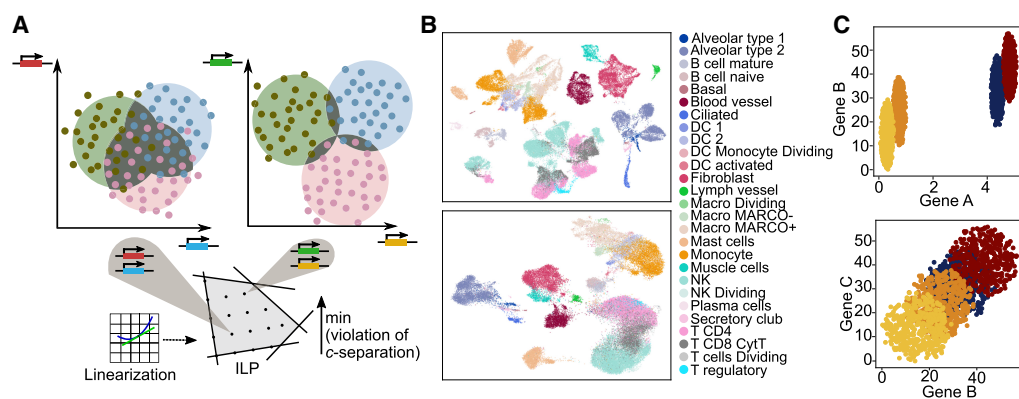 A
min
(violation of
c-separation)
Linearization
ILP
B
Alveolar type 1
Alveolar type 2
B cell mature
B cell naive
Basal
Blood vessel
Ciliated
DC 1
DC 2
DC Monocyte Dividing
DC activated
Fibroblast
Lymph vessel
Macro Dividing
Macro MARCO-
Macro MARCO+
Mast cells
Monocyte
Muscle cells
NK
NK Dividing
Plasma cells
Secretory club
T CD4
T CD8 CytT
T cells Dividing
T regulatory
C
Gene B
50
40
30
20
10
0
0 2 4
Gene A
Gene C
50
40
30
20
10
0
0 20 40
Gene B